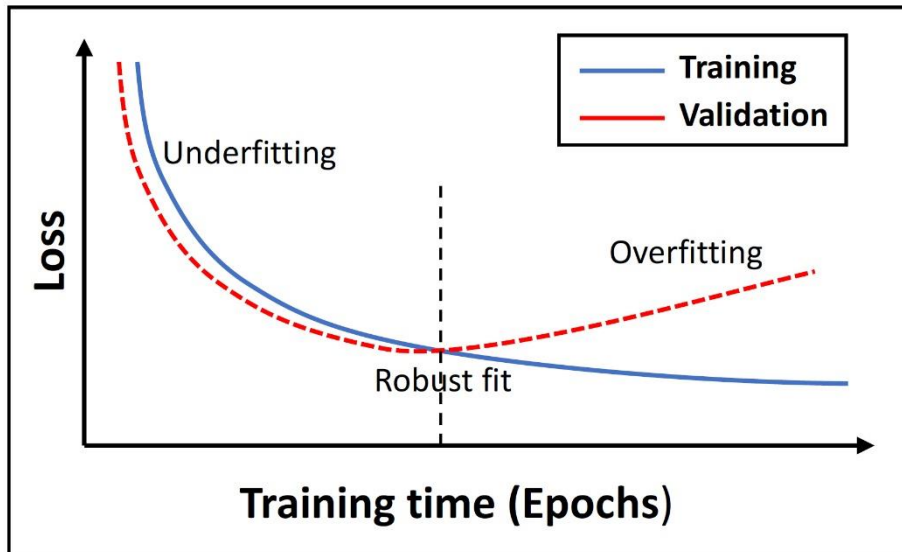 Training
Validation
Underfitting
Overfitting
Robust fit
Loss
Training time (Epochs)